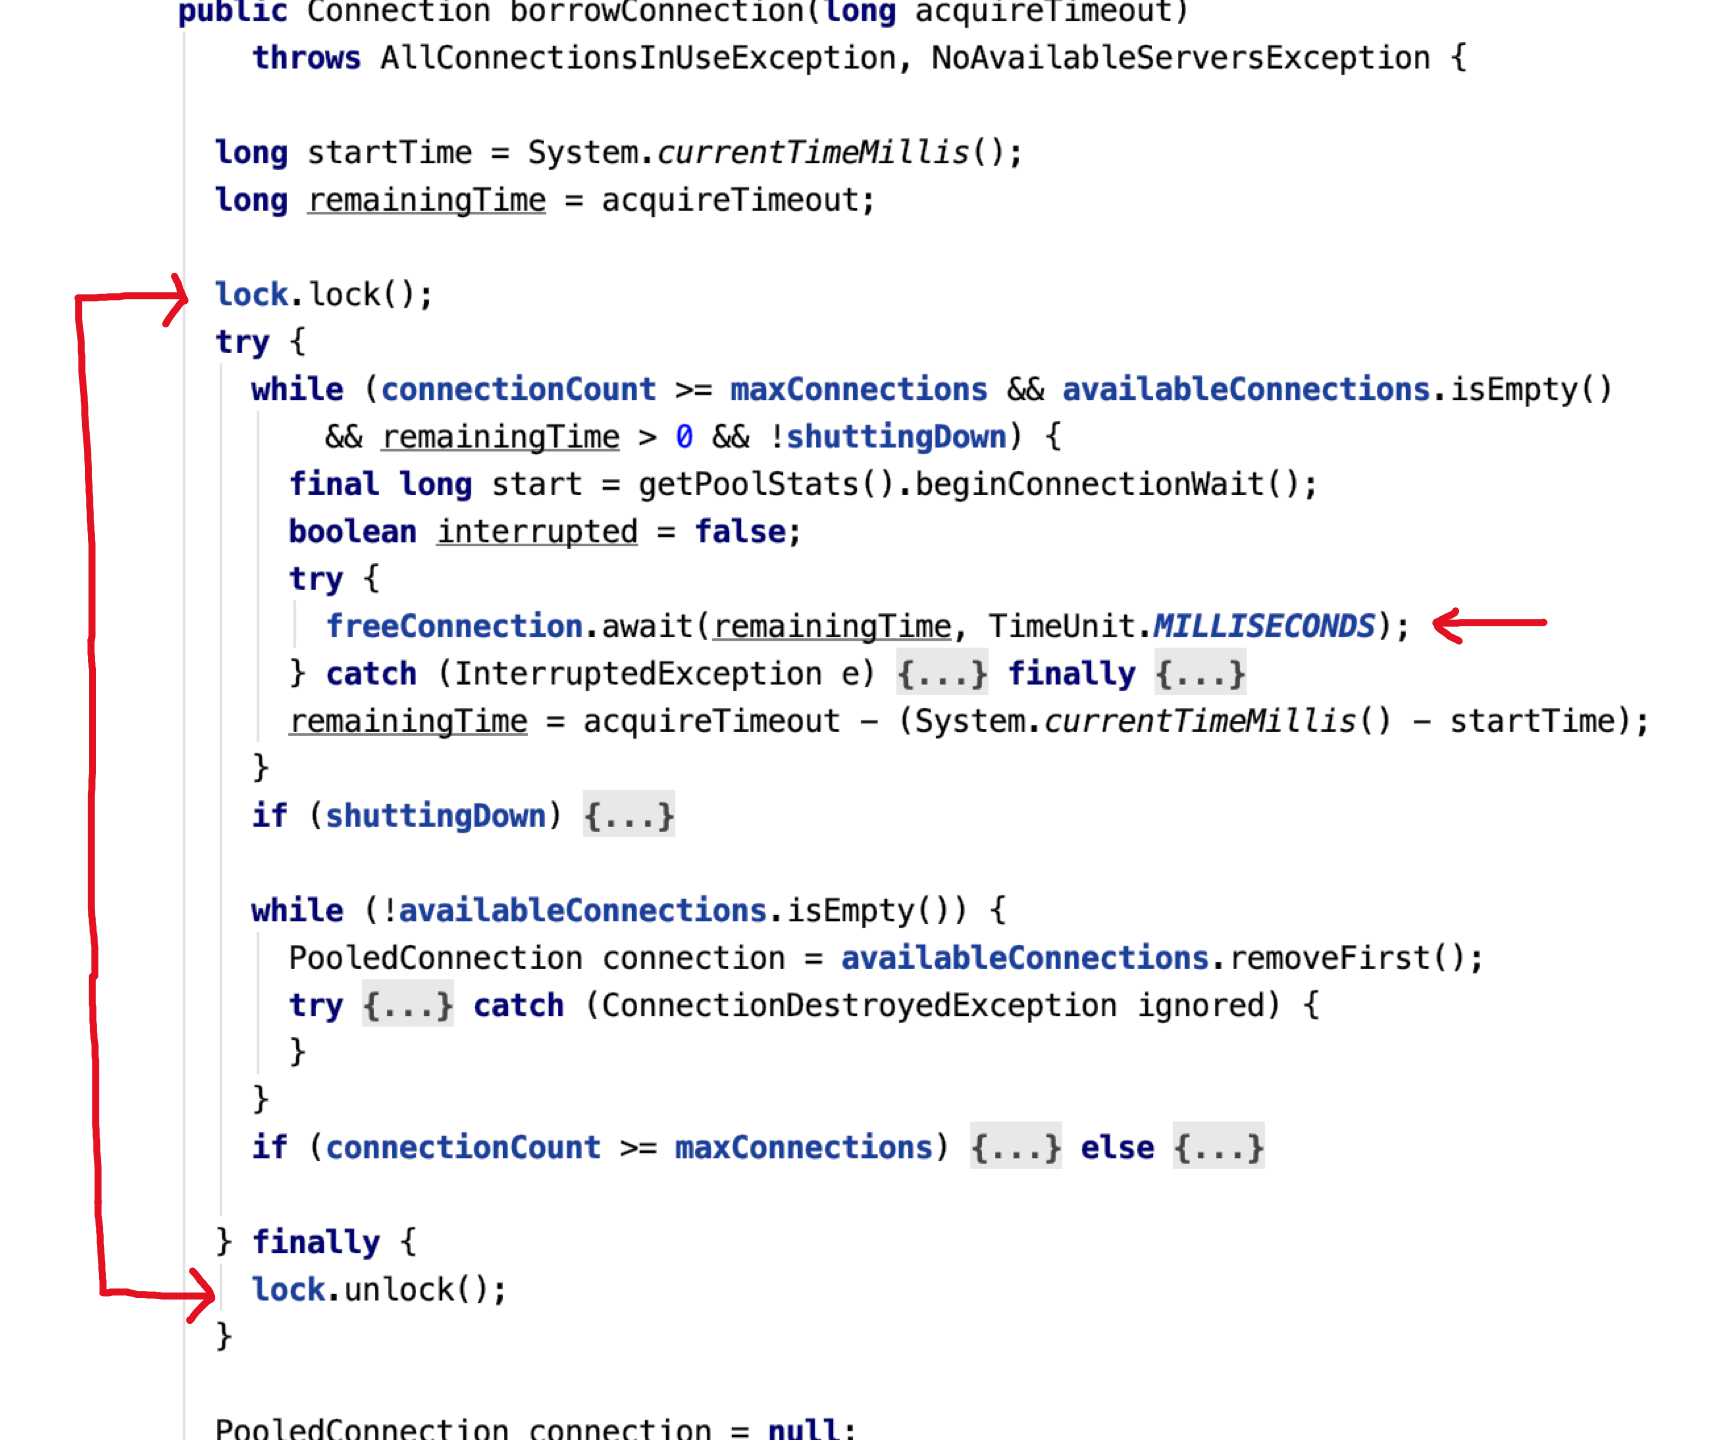 public Connection borrowConnection(long acquireTimeout)
throws AllConnectionsInUseException, NoAvailableServersException {
long startTime = System.currentTimeMillis();
long remainingTime = acquireTimeout;
lock.lock();
try {
while (connectionCount >= maxConnections && availableConnections.isEmpty()
&& remainingTime > 0 && !shuttingDown) {
final long start = getPoolStats().beginConnectionWait();
boolean interrupted = false;
try {
freeConnection.await(remainingTime, TimeUnit.MILLISECONDS);
} catch (InterruptedException e) {...} finally {...}
remainingTime = acquireTimeout - (System.currentTimeMillis() - startTime);
}
if (shuttingDown) {...}
while (!availableConnections.isEmpty()) {
PooledConnection connection = availableConnections.removeFirst();
try {...} catch (ConnectionDestroyedException ignored) {
}
}
if (connectionCount >= maxConnections) {...} else {...}
} finally {
lock.unlock();
}
PooledConnection connection = null;